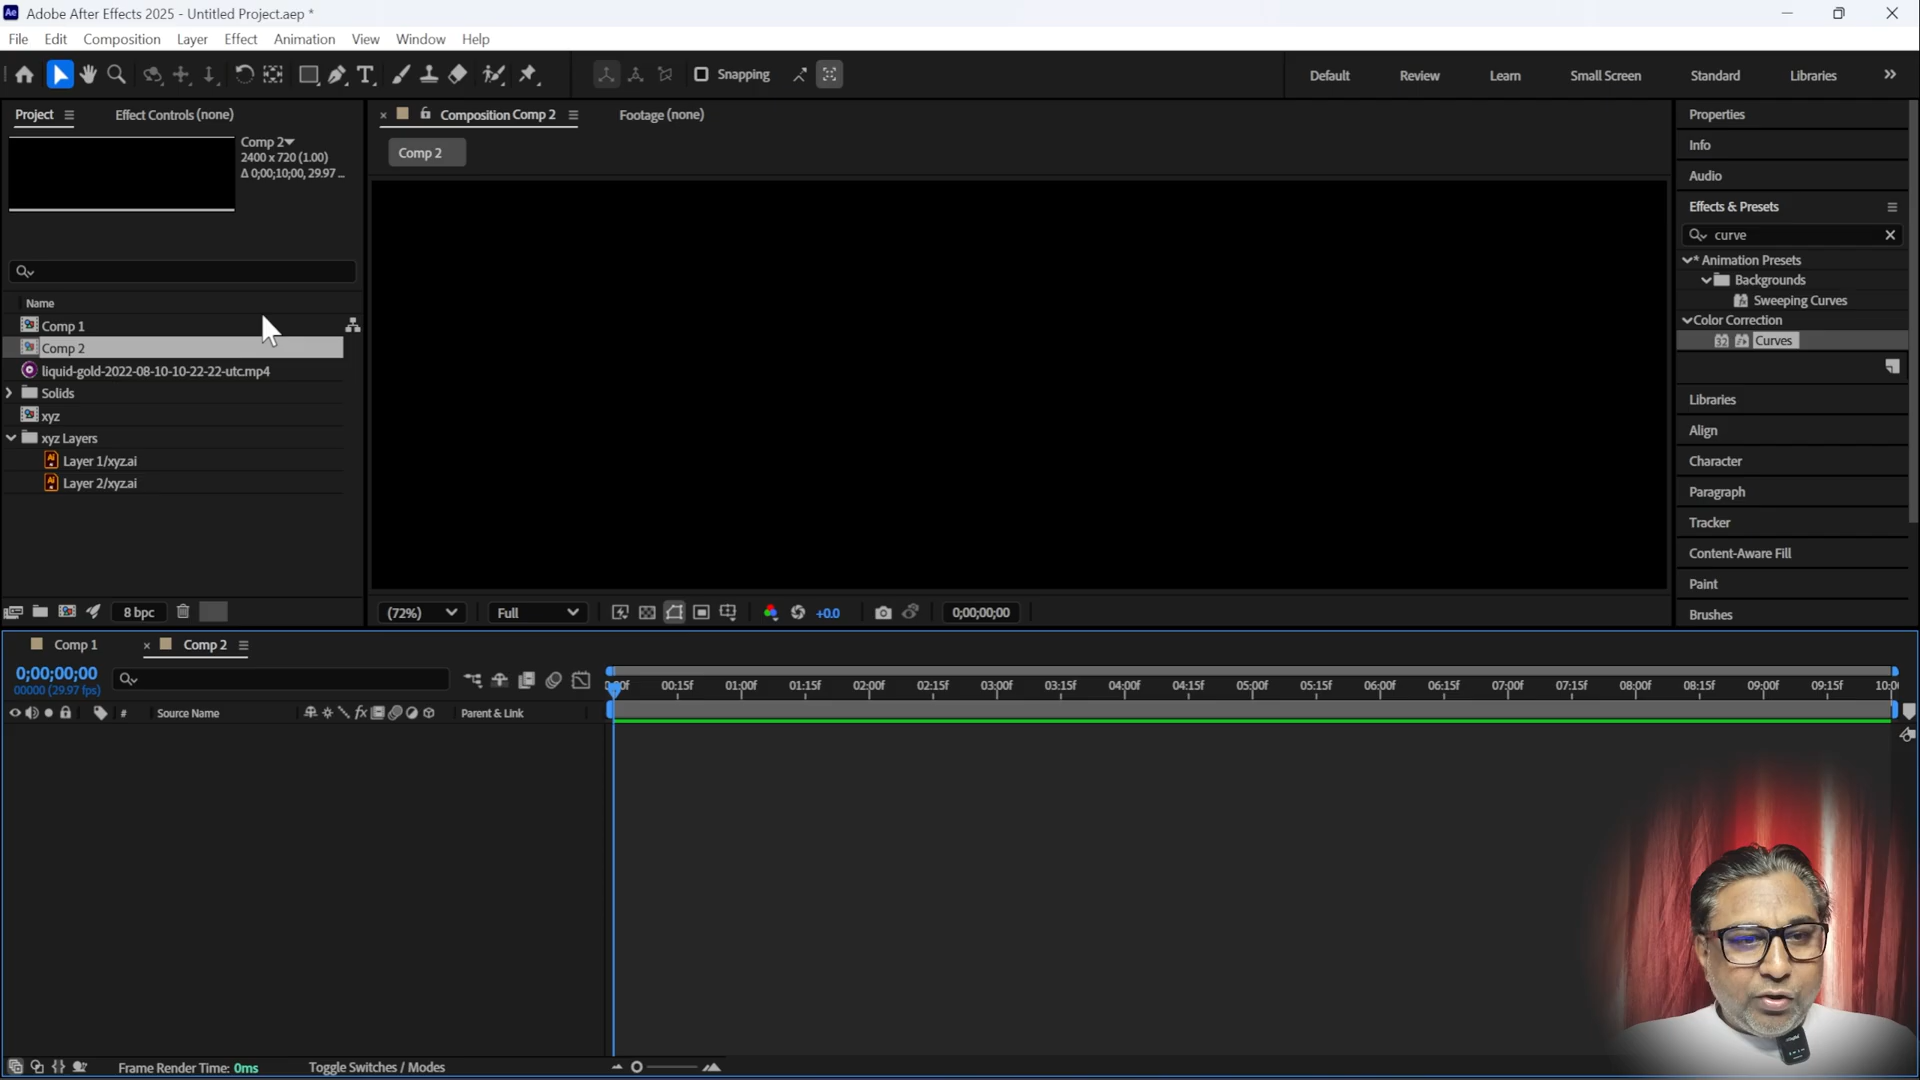 Adobe After Effects 2025 - Untitled Project.aep *
File Edit Composition Layer Effect Animation View Window Help
Snapping
Default Review Learn Small Screen Standard Libraries
Project Effect Controls (none)
Composition Comp 2 Footage (none)
Comp 2
2400 x 720 (1.00)
Δ 0;00;10;00, 29.97 ...
Comp 2
Name
Comp 1
Comp 2
liquid-gold-2022-08-10-10-22-22-utc.mp4
Solids
xyz
xyz Layers
Layer 1/xyz.ai
Layer 2/xyz.ai
8 bpc
(72%) Full +0.0 0;00;00;00
Properties
Info
Audio
Effects & Presets
curve
* Animation Presets
Backgrounds
Sweeping Curves
Color Correction
32 Curves
Libraries
Align
Character
Paragraph
Tracker
Content-Aware Fill
Paint
Brushes
Comp 1 Comp 2
0;00;00;00
00000 (29.97 fps)
00:15f 01:00f 01:15f 02:00f 02:15f 03:00f 03:15f 04:00f 04:15f 05:00f 05:15f 06:00f 06:15f 07:00f 07:15f 08:00f 08:15f 09:00f 09:15f
# Source Name fx Parent & Link
Frame Render Time: 0ms Toggle Switches / Modes